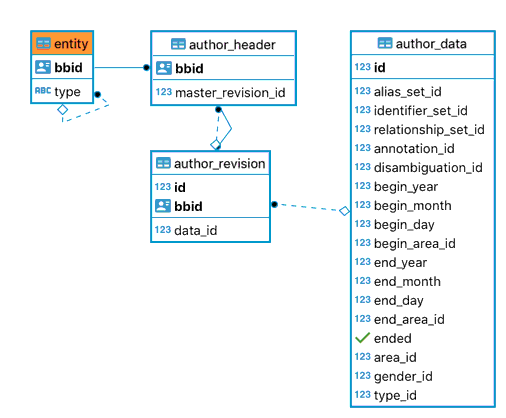 entity
bbid
ABC type
author_header
bbid
123 master_revision_id
author_revision
123 id
bbid
123 data_id
author_data
123 id
123 alias_set_id
123 identifier_set_id
123 relationship_set_id
123 annotation_id
123 disambiguation_id
123 begin_year
123 begin_month
123 begin_day
123 begin_area_id
123 end_year
123 end_month
123 end_day
123 end_area_id
ended
123 area_id
123 gender_id
123 type_id